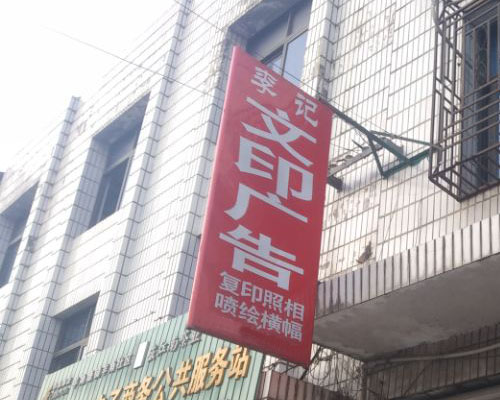 李记
文印广告
复印照相
喷绘横幅
商务公共服务站